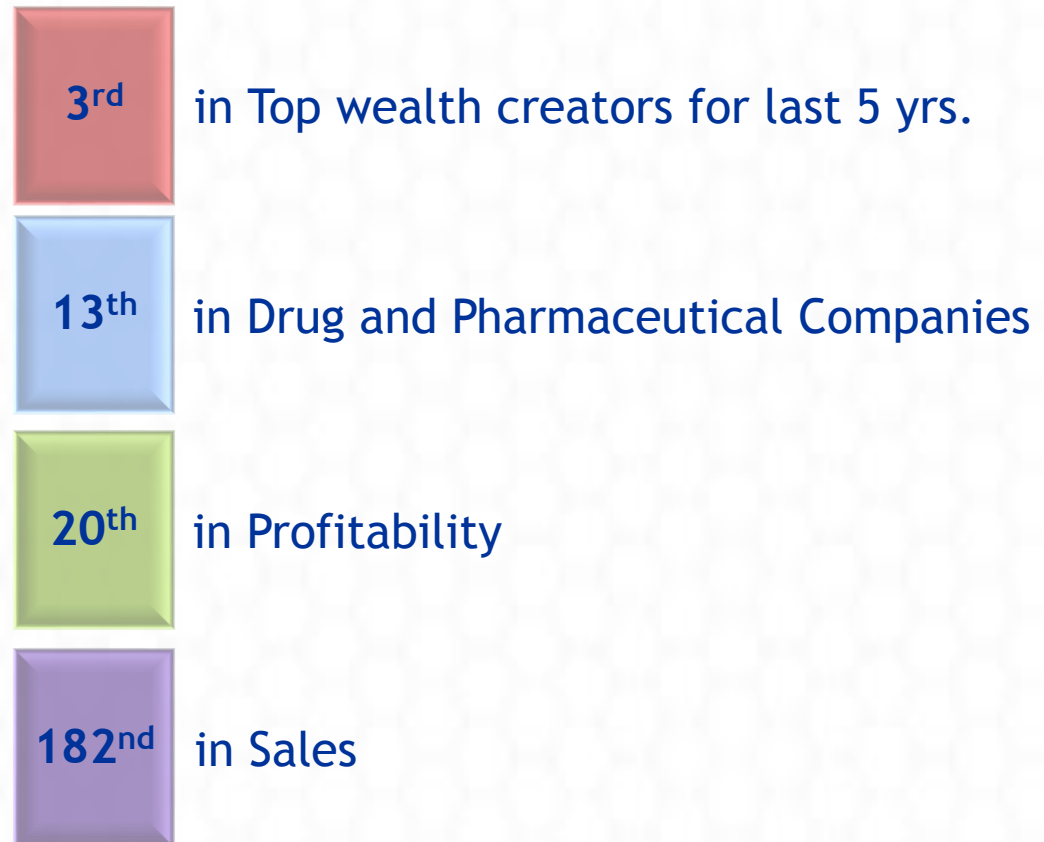 3rd in Top wealth creators for last 5 yrs.
13th in Drug and Pharmaceutical Companies
20th in Profitability
182nd in Sales